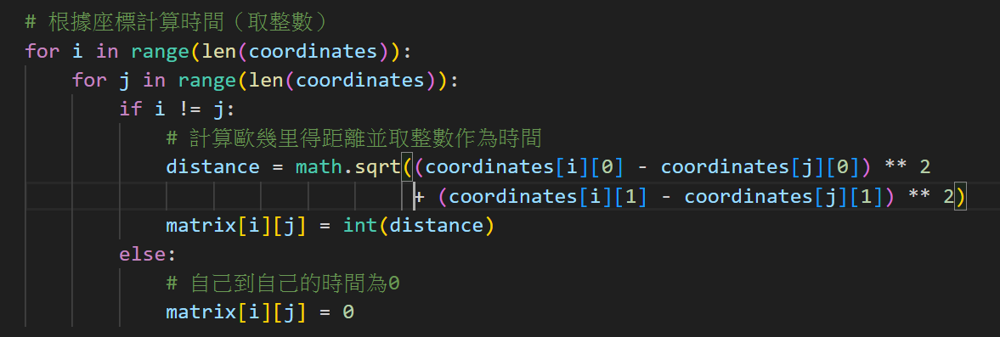 # 根據座標計算時間（取整數）
for i in range(len(coordinates)):
    for j in range(len(coordinates)):
        if i != j:
            # 計算歐幾里得距離並取整數作為時間
            distance = math.sqrt((coordinates[i][0] - coordinates[j][0]) ** 2
                                 + (coordinates[i][1] - coordinates[j][1]) ** 2)
            matrix[i][j] = int(distance)
        else:
            # 自己到自己的時間為0
            matrix[i][j] = 0